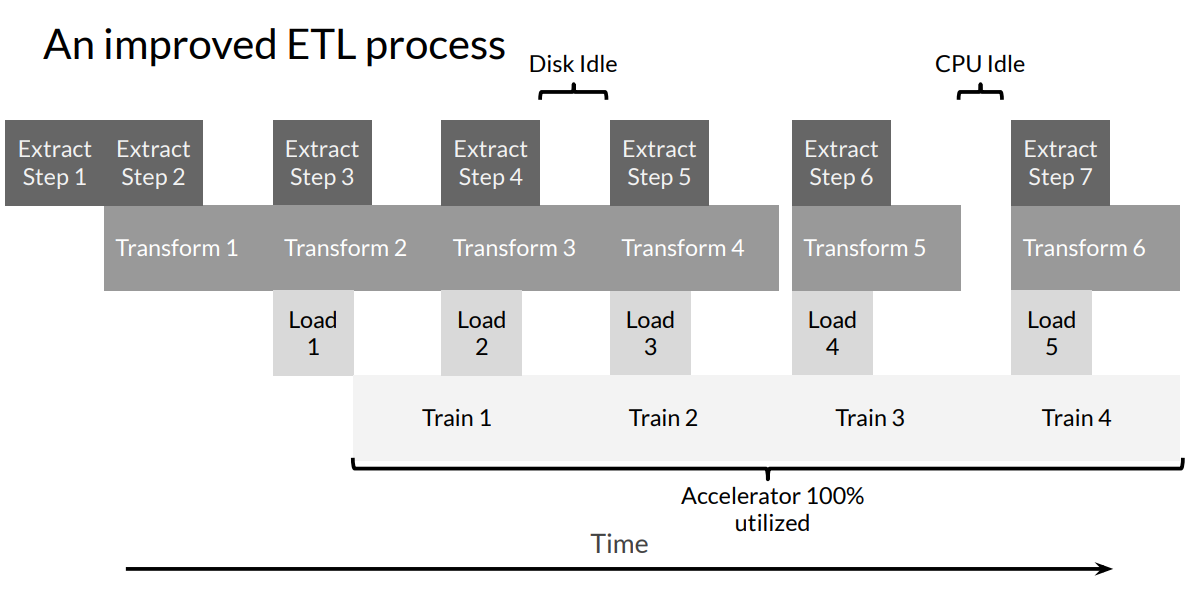 An improved ETL process
Disk Idle
CPU Idle
Extract
Step 1
Extract
Step 2
Extract
Step 3
Extract
Step 4
Extract
Step 5
Extract
Step 6
Extract
Step 7
Transform 1
Transform 2
Transform 3
Transform 4
Transform 5
Transform 6
Load
1
Load
2
Load
3
Load
4
Load
5
Train 1
Train 2
Train 3
Train 4
Accelerator 100%
utilized
Time